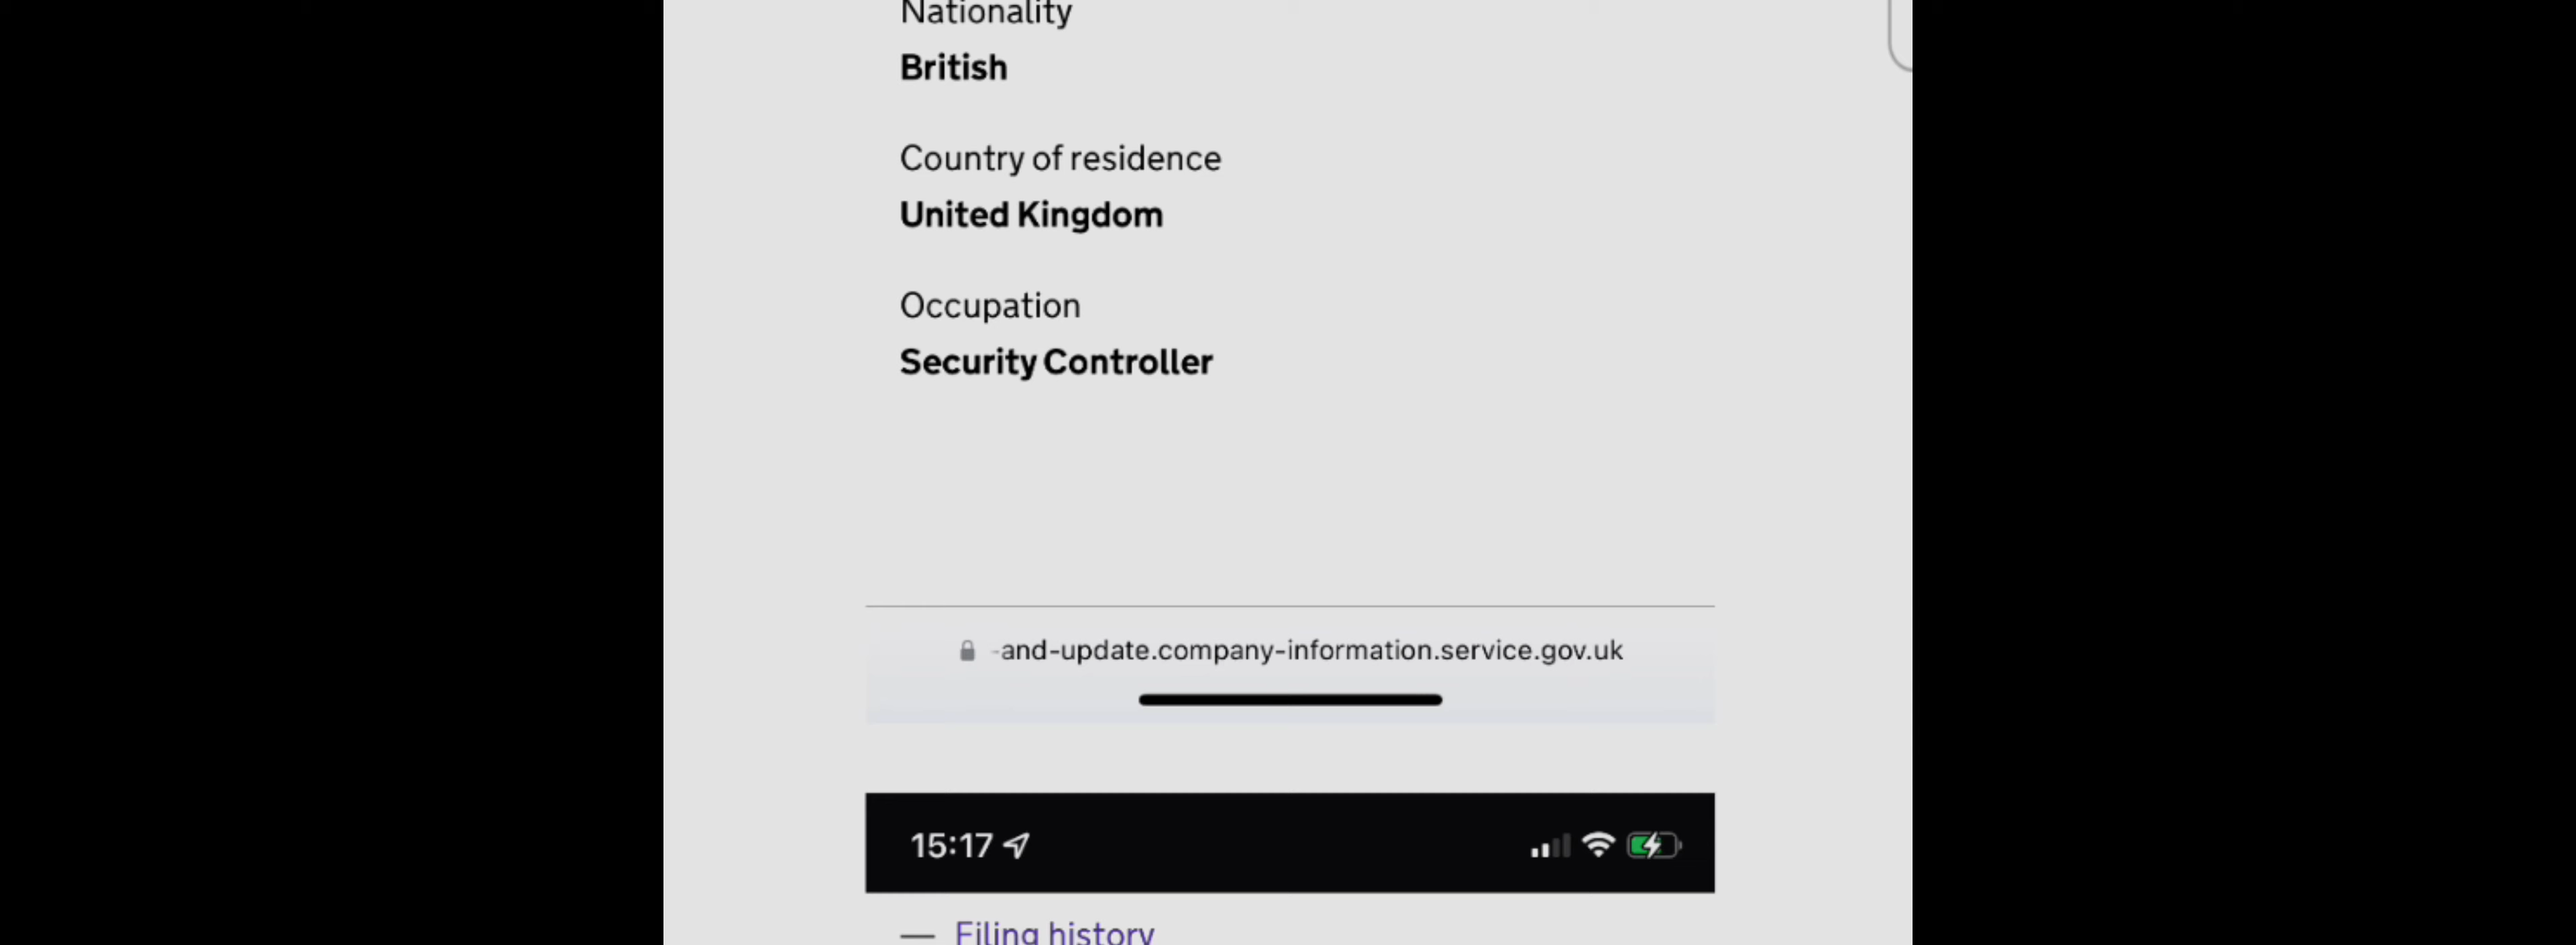 Nationality
British
Country of residence
United Kingdom
Occupation
Security Controller
-and-update.company-information.service.gov.uk
15:17
— Filing history